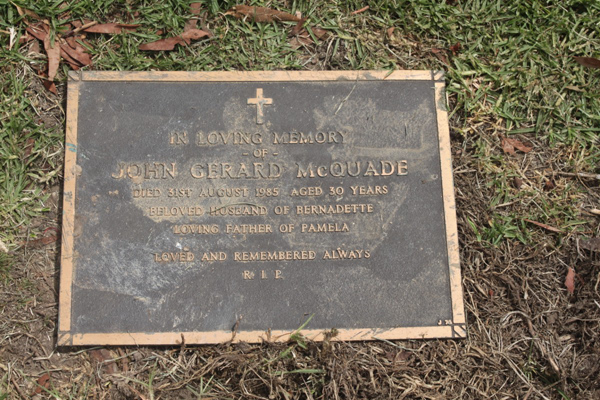 IN LOVING MEMORY
- OF -
JOHN GERARD McQUADE
DIED 31ST AUGUST 1985 AGED 30 YEARS
BELOVED HUSBAND OF BERNADETTE
LOVING FATHER OF PAMELA
LOVED AND REMEMBERED ALWAYS
R I P